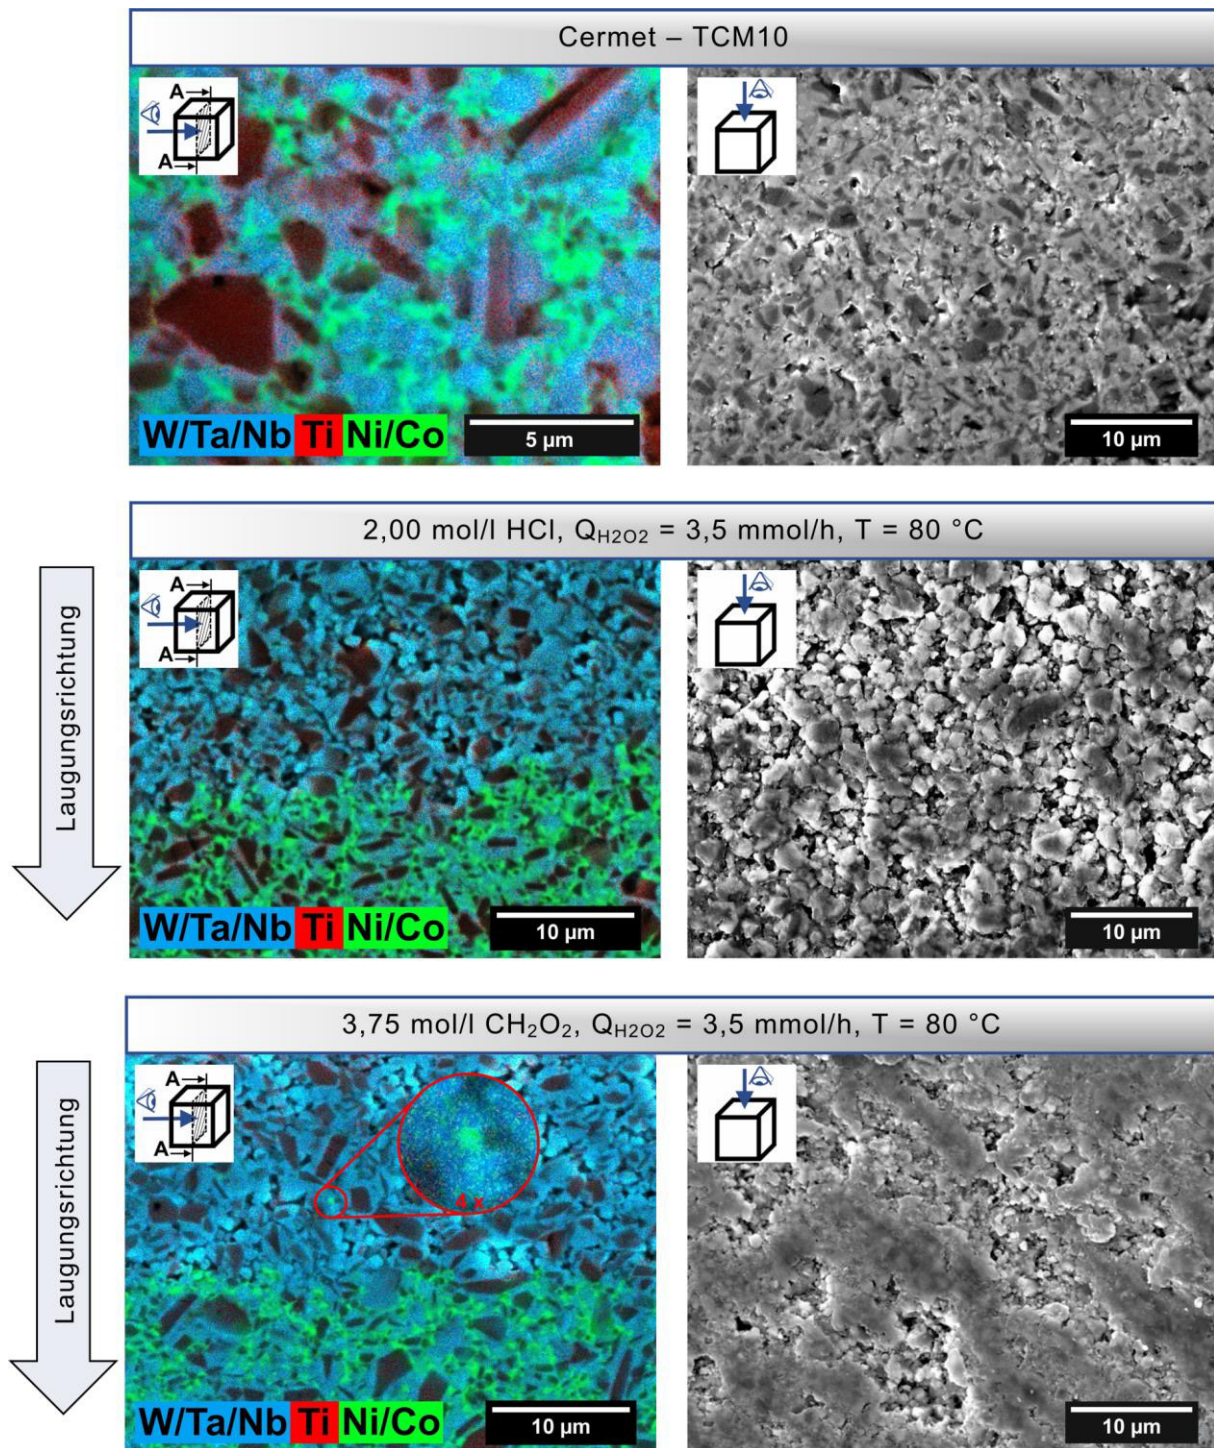 Cermet – TCM10
A
A
W/Ta/Nb Ti Ni/Co
5 µm
10 µm
2,00 mol/l HCl, QH2O2 = 3,5 mmol/h, T = 80 °C
Laugungsrichtung
A
A
W/Ta/Nb Ti Ni/Co
10 µm
10 µm
3,75 mol/l CH2O2, QH2O2 = 3,5 mmol/h, T = 80 °C
Laugungsrichtung
A
A
4 x
W/Ta/Nb Ti Ni/Co
10 µm
10 µm